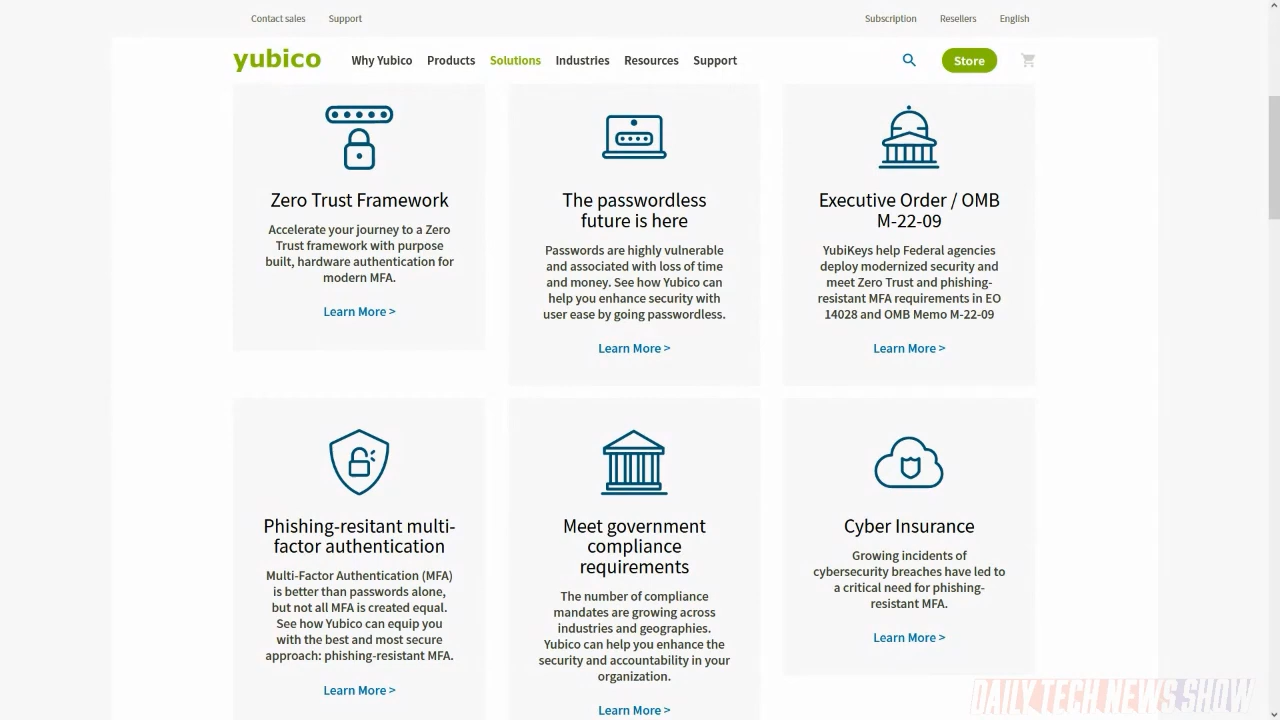 Contact sales Support Subscription Resellers English
yubico Why Yubico Products Solutions Industries Resources Support Store
Zero Trust Framework
Accelerate your journey to a Zero
Trust framework with purpose
built, hardware authentication for
modern MFA.
Learn More >
The passwordless
future is here
Passwords are highly vulnerable
and associated with loss of time
and money. See how Yubico can
help you enhance security with
user ease by going passwordless.
Learn More >
Executive Order / OMB
M-22-09
YubiKeys help Federal agencies
deploy modernized security and
meet Zero Trust and phishing-
resistant MFA requirements in EO
14028 and OMB Memo M-22-09
Learn More >
Phishing-resitant multi-
factor authentication
Multi-Factor Authentication (MFA)
is better than passwords alone,
but not all MFA is created equal.
See how Yubico can equip you
with the best and most secure
approach: phishing-resistant MFA.
Learn More >
Meet government
compliance
requirements
The number of compliance
mandates are growing across
industries and geographies.
Yubico can help you enhance the
security and accountability in your
organization.
Learn More >
Cyber Insurance
Growing incidents of
cybersecurity breaches have led to
a critical need for phishing-
resistant MFA.
Learn More >
DAILY TECH NEWS SHOW